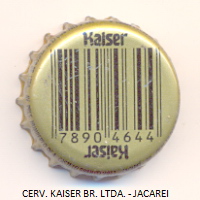 Kaiser
7890 4644
Kaiser
CERV. KAISER BR. LTDA. - JACAREI